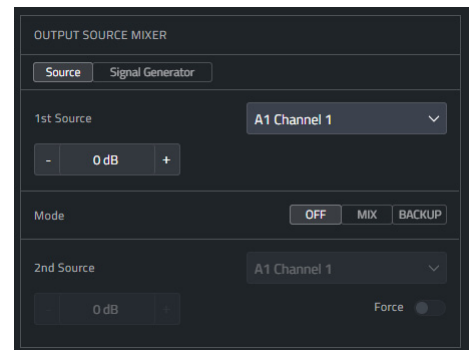 OUTPUT SOURCE MIXER
Source Signal Generator
1st Source A1 Channel 1
- 0 dB +
Mode OFF MIX BACKUP
2nd Source A1 Channel 1
- 0 dB + Force